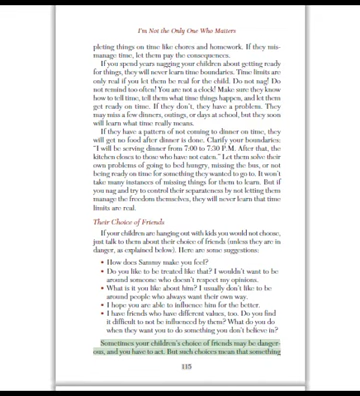 I'm Not the Only One Who Matters
pleting things on time like chores and homework. If they mis-
manage time, let them pay the consequences.
If you spend years nagging your children about getting ready
for things, they will never learn time boundaries. Time limits are
only real if you let them be real for the child. Do not nag! Do
not remind too often! You are not a clock! Make sure they know
how to tell time, tell them what time things happen, and let them
get ready on time. If they don't, they have a problem. They
may miss a few dinners, outings, or days at school, but they soon
will learn what time really means.
If they have a pattern of not coming to dinner on time, they
will get no food after dinner is done. Clarify your boundaries:
"I will be serving dinner from 7:00 to 7:30 P.M. After that, the
kitchen closes to those who have not eaten." Let them solve their
own problems of going to bed hungry, missing the bus, or not
being ready on time for something they wanted to go to. It won't
take many instances of missing things for them to learn. But if
you nag and try to control their separateness by not letting them
manage the freedom themselves, they will never learn that time
limits are real.
Their Choice of Friends
If your children are hanging out with kids you would not choose,
just talk to them about their choice of friends (unless they are in
danger, as explained below). Here are some suggestions:
• How does Sammy make you feel?
• Do you like to be treated like that? I wouldn't want to be
around someone who doesn't respect my opinions.
• What is it you like about him? I usually don't like to be
around people who always want their own way.
• I hope you are able to influence him for the better.
• I have friends who have different values, too. Do you find
it difficult to not be influenced by them? What do you do
when they want you to do something you don't believe in?
Sometimes your children's choice of friends may be danger-
ous, and you have to act. But such choices mean that something
115